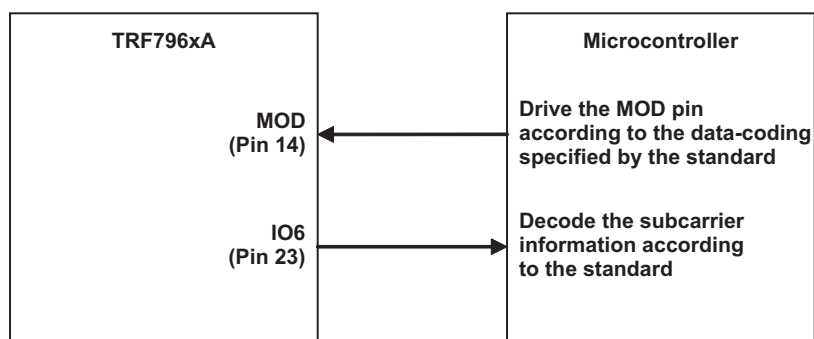 TRF796xA
Microcontroller
MOD
(Pin 14)
Drive the MOD pin
according to the data-coding
specified by the standard
IO6
(Pin 23)
Decode the subcarrier
information according
to the standard